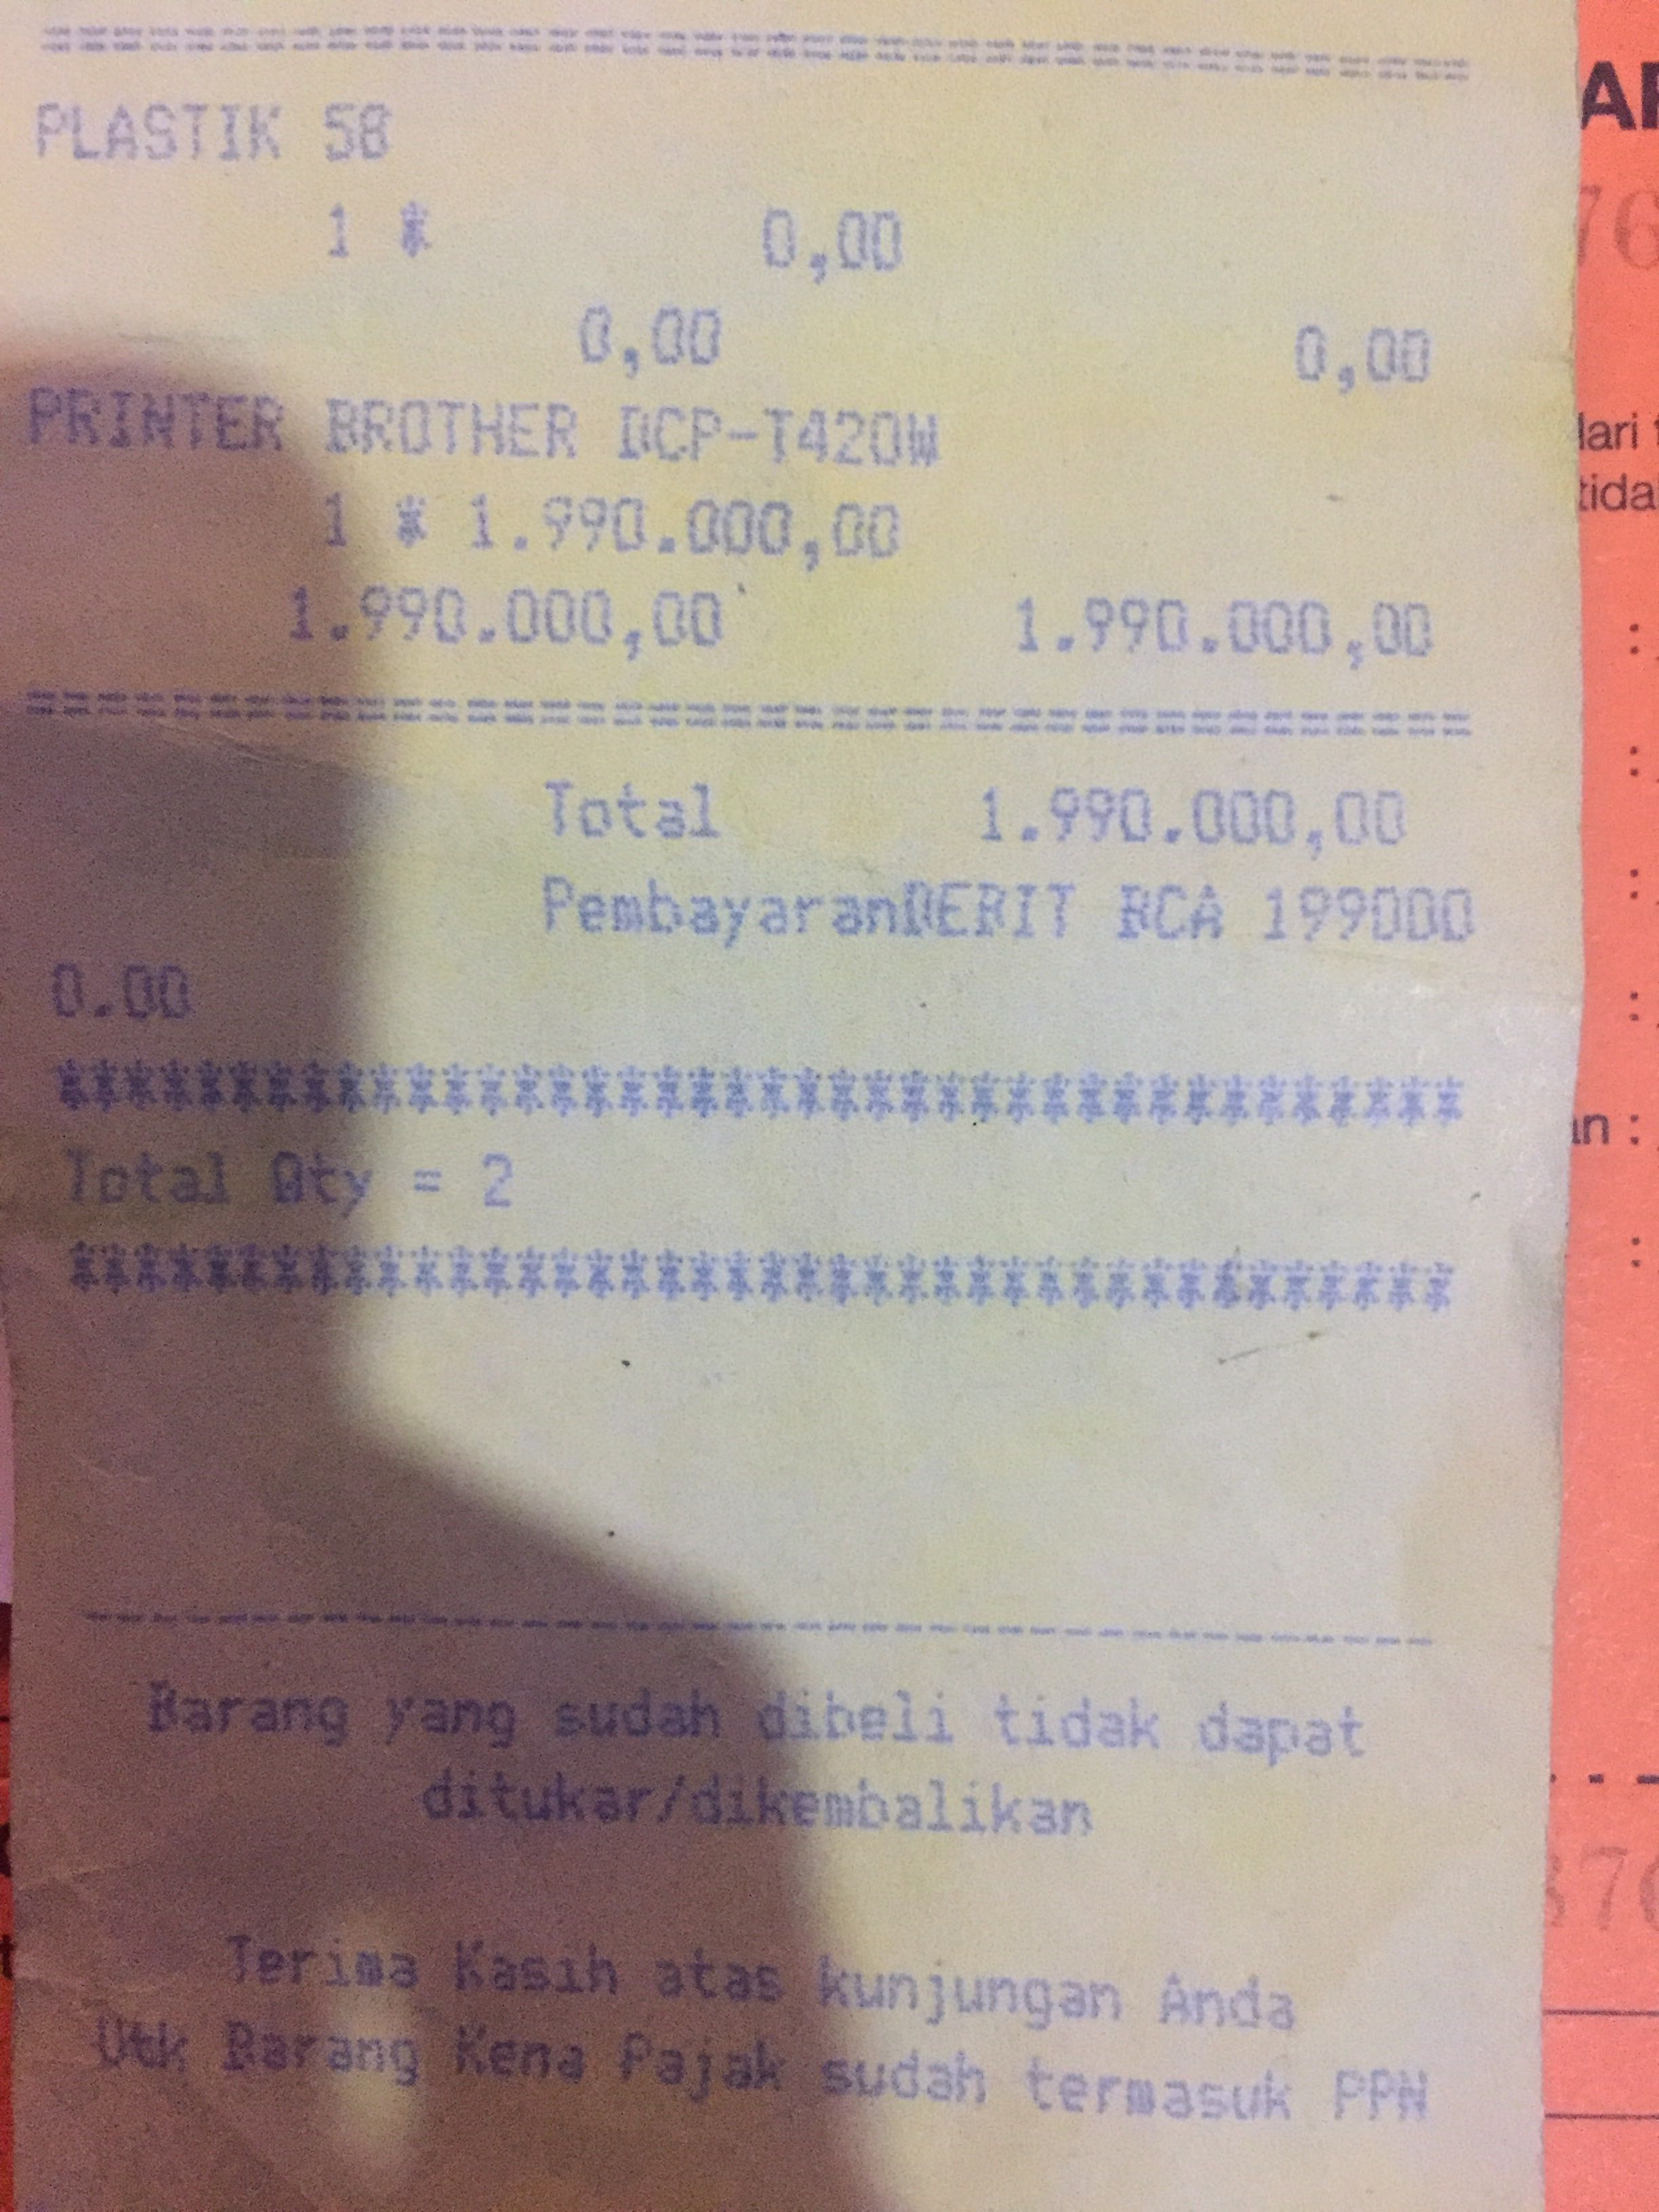 ========================================
PLASTIK 58
1 * 0,00
0,00 0,00
PRINTER BROTHER DCP-T420W
1 * 1.990.000,00
1.990.000,00 1.990.000,00
========================================
Total 1.990.000,00
PembayaranDEBIT BCA 199000
0.00
****************************************
Total Qty = 2
****************************************
----------------------------------------
Barang yang sudah dibeli tidak dapat
ditukar/dikembalikan
Terima Kasih atas kunjungan Anda
Utk Barang Kena Pajak sudah termasuk PPN